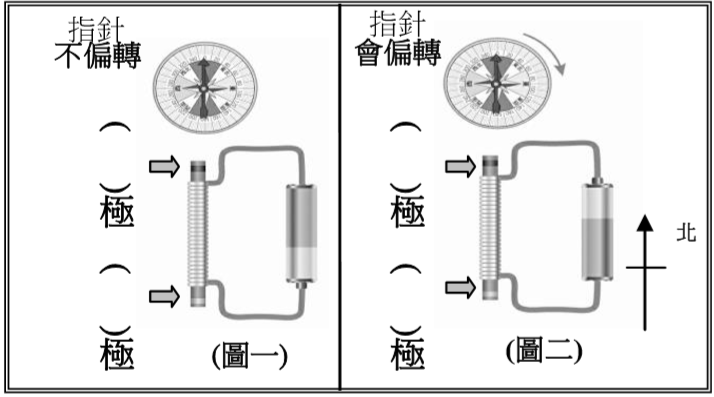 指針
不偏轉
(　)極
(　)極
(圖一)
指針
會偏轉
(　)極
(　)極
(圖二)
北